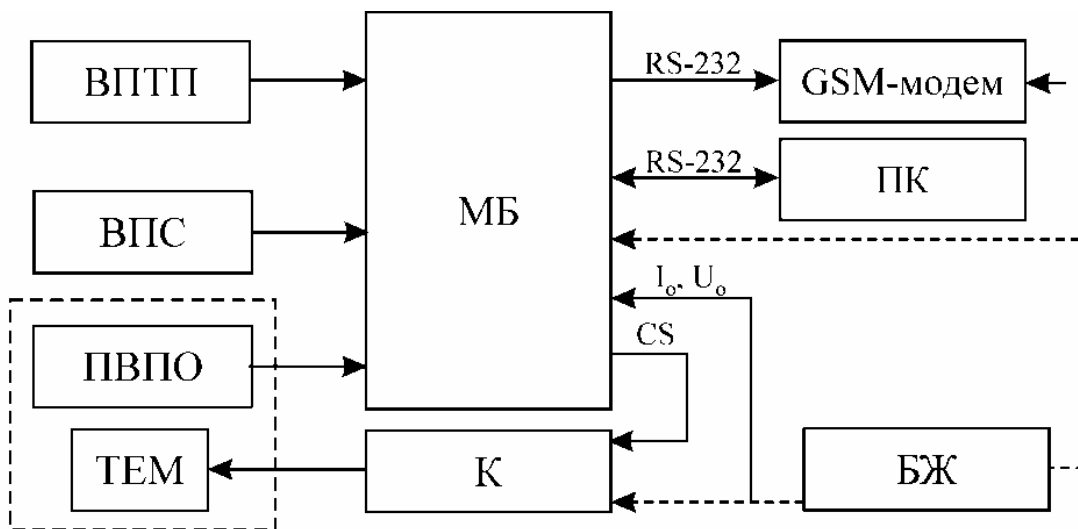 ВПТП
ВПС
ПВПО
ТЕМ
МБ
К
RS-232
GSM-модем
RS-232
ПК
Iо, Uо
CS
БЖ